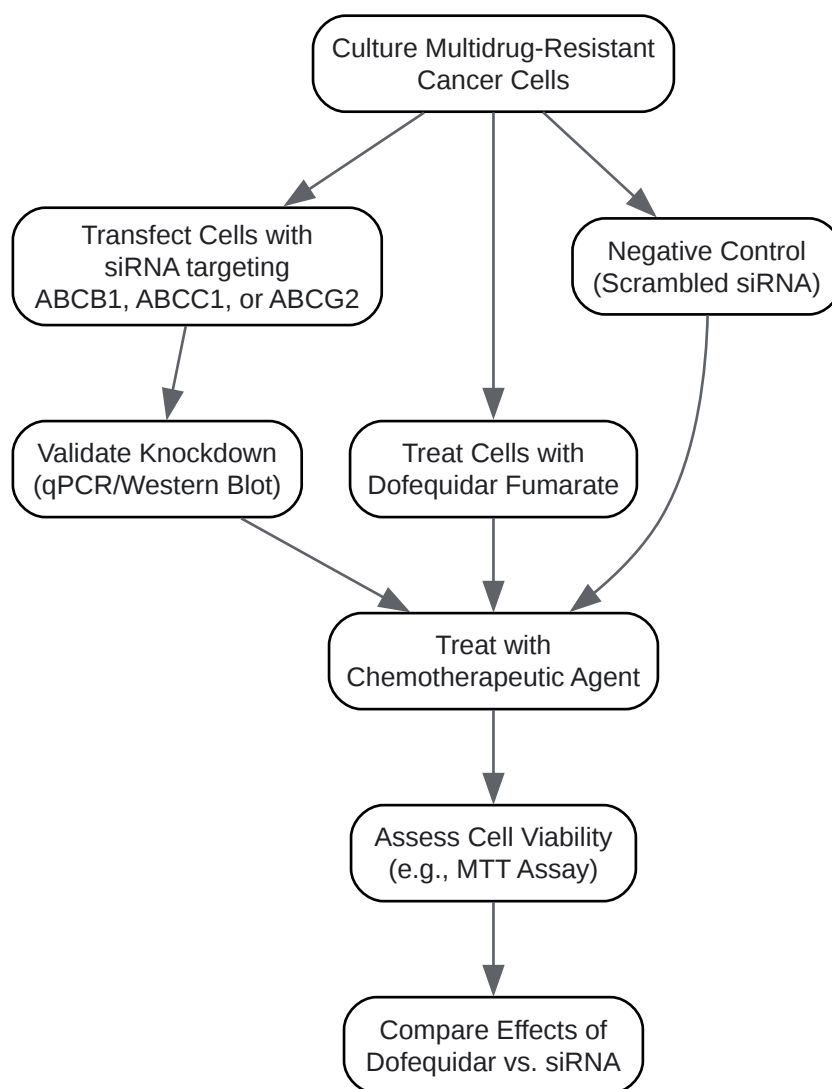 Culture Multidrug-Resistant
Cancer Cells
Transfect Cells with
siRNA targeting
ABCB1, ABCC1, or ABCG2
Negative Control
(Scrambled siRNA)
Validate Knockdown
(qPCR/Western Blot)
Treat Cells with
Dofequidar Fumarate
Treat with
Chemotherapeutic Agent
Assess Cell Viability
(e.g., MTT Assay)
Compare Effects of
Dofequidar vs. siRNA